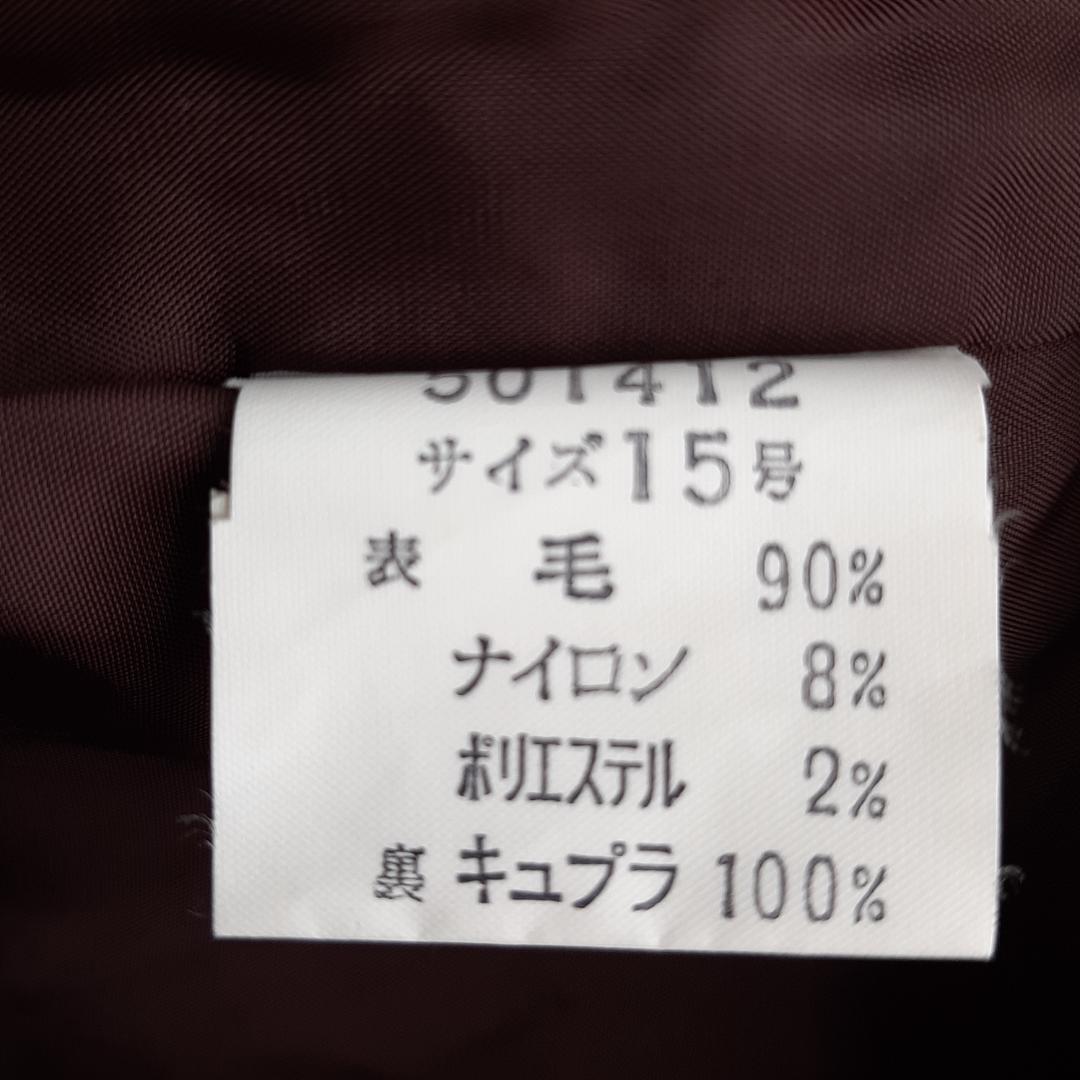 501412
サイズ15号
表 毛 90%
ナイロン 8%
ポリエステル 2%
裏 キュプラ 100%